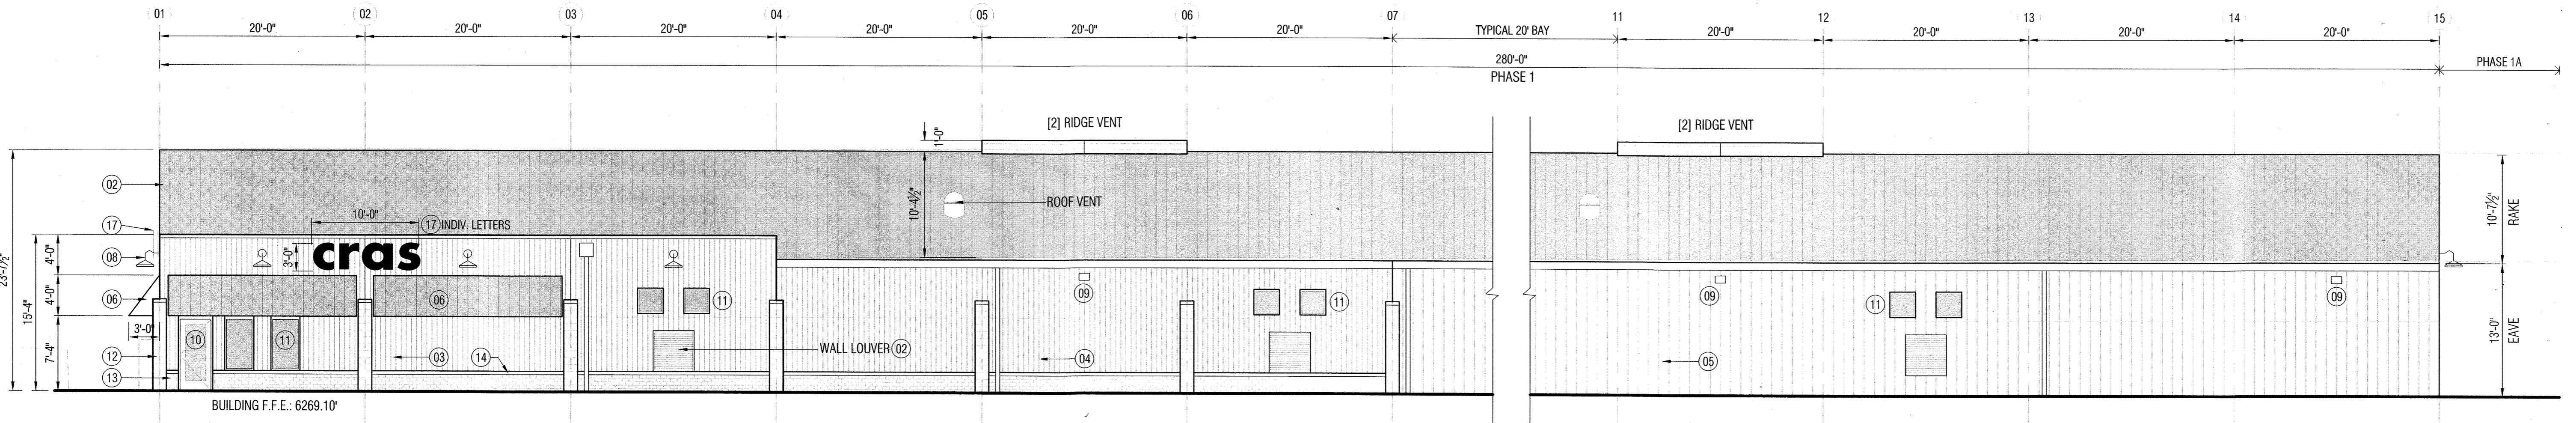 01 02 03 04 05 06 07 11 12 13 14 15
20'-0" 20'-0" 20'-0" 20'-0" 20'-0" 20'-0" TYPICAL 20' BAY 20'-0" 20'-0" 20'-0" 20'-0"
280'-0" PHASE 1A
PHASE 1
[2] RIDGE VENT [2] RIDGE VENT
1'-0"
02
ROOF VENT
10'-4½"
10'-7½" RAKE
10'-0"
17 17 INDIV. LETTERS
23'-1½"
4'-0"
08
3'-0" cras
15'-4"
4'-0"
06 06 11 09 11 09 11 09
3'-0"
7'-4"
10 11
12 03 14 WALL LOUVER 02 04 05
13'-0" EAVE
13
BUILDING F.F.E.: 6269.10'